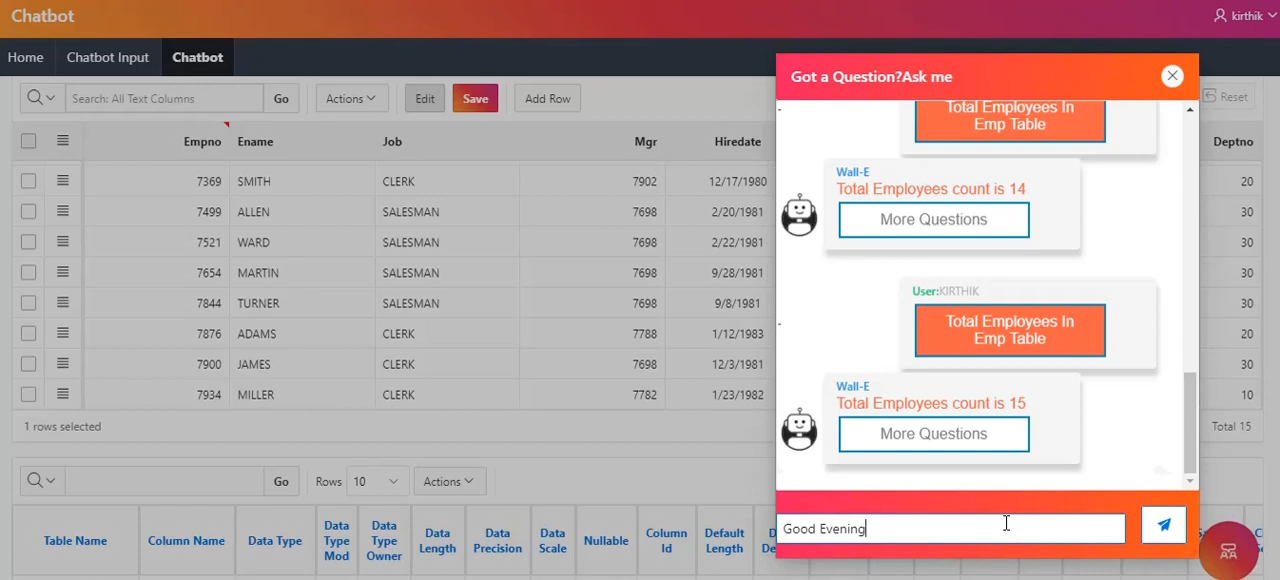 Chatbot
kirthik
Home Chatbot Input Chatbot
Search: All Text Columns Go Actions Edit Save Add Row Reset
Empno Ename Job Mgr Hiredate Deptno
7369 SMITH CLERK 7902 12/17/1980 20
7499 ALLEN SALESMAN 7698 2/20/1981 30
7521 WARD SALESMAN 7698 2/22/1981 30
7654 MARTIN SALESMAN 7698 9/28/1981 30
7844 TURNER SALESMAN 7698 9/8/1981 30
7876 ADAMS CLERK 7788 1/12/1983 20
7900 JAMES CLERK 7698 12/3/1981 30
7934 MILLER CLERK 7782 1/23/1982 10
1 rows selected Total 15
Go Rows 10 Actions
Table Name Column Name Data Type Data Type Mod Data Type Owner Data Length Data Precision Data Scale Nullable Column Id Default Length
Got a Question?Ask me
Total Employees In
Emp Table
Wall-E
Total Employees count is 14
More Questions
User:KIRTHIK
Total Employees In
Emp Table
Wall-E
Total Employees count is 15
More Questions
Good Evening